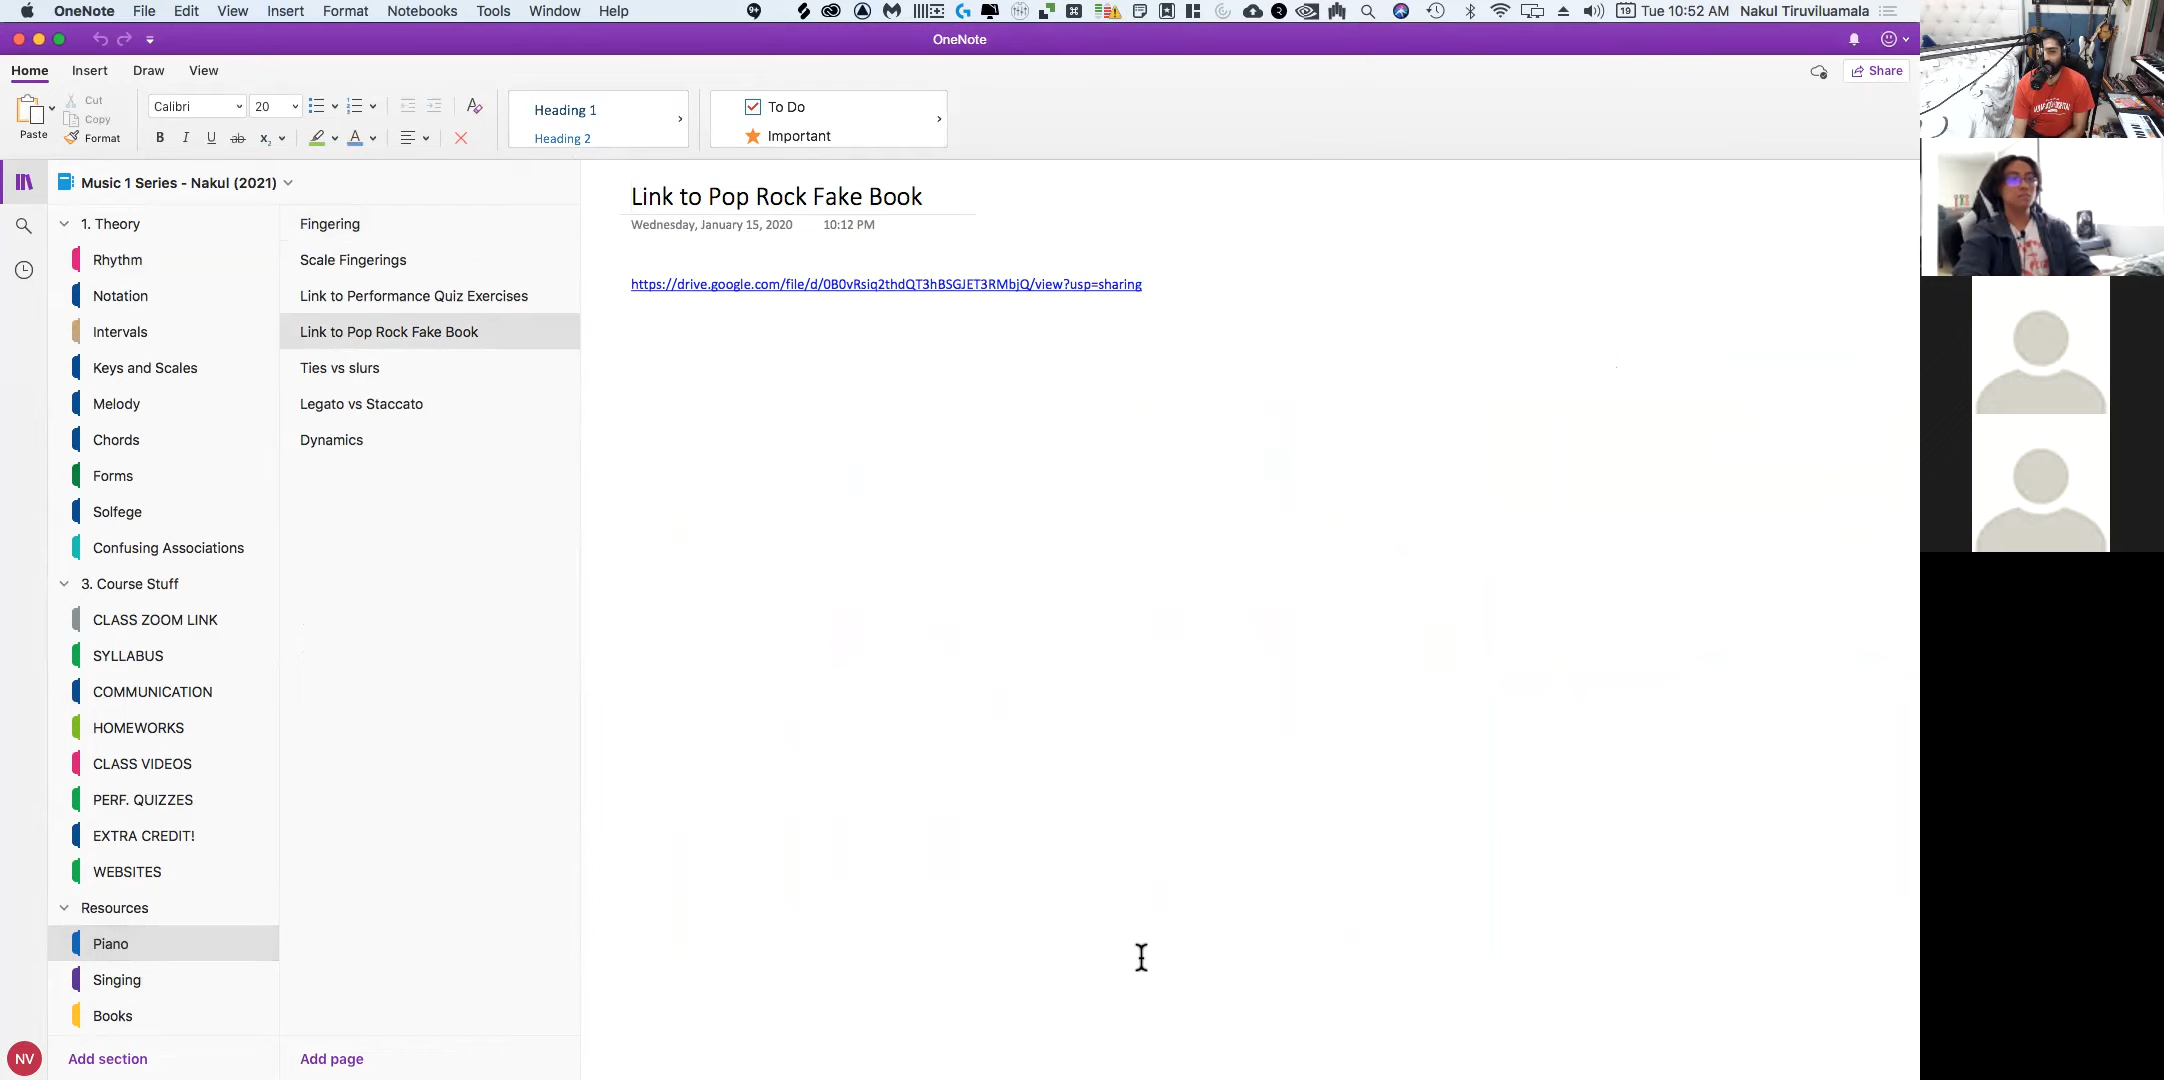 OneNote File Edit View Insert Format Notebooks Tools Window Help
19 Tue 10:52 AM Nakul Tiruviluamala
OneNote
Home Insert Draw View
Share
Paste
Cut
Copy
Format
Calibri 20
B I U ab x₂
A
Heading 1
Heading 2
To Do
Important
Music 1 Series - Nakul (2021)
1. Theory
Rhythm
Notation
Intervals
Keys and Scales
Melody
Chords
Forms
Solfege
Confusing Associations
3. Course Stuff
CLASS ZOOM LINK
SYLLABUS
COMMUNICATION
HOMEWORKS
CLASS VIDEOS
PERF. QUIZZES
EXTRA CREDIT!
WEBSITES
Resources
Piano
Singing
Books
NV
Add section
Fingering
Scale Fingerings
Link to Performance Quiz Exercises
Link to Pop Rock Fake Book
Ties vs slurs
Legato vs Staccato
Dynamics
Add page
Link to Pop Rock Fake Book
Wednesday, January 15, 2020 10:12 PM
https://drive.google.com/file/d/0B0vRsiq2thdQT3hBSGJET3RMbjQ/view?usp=sharing